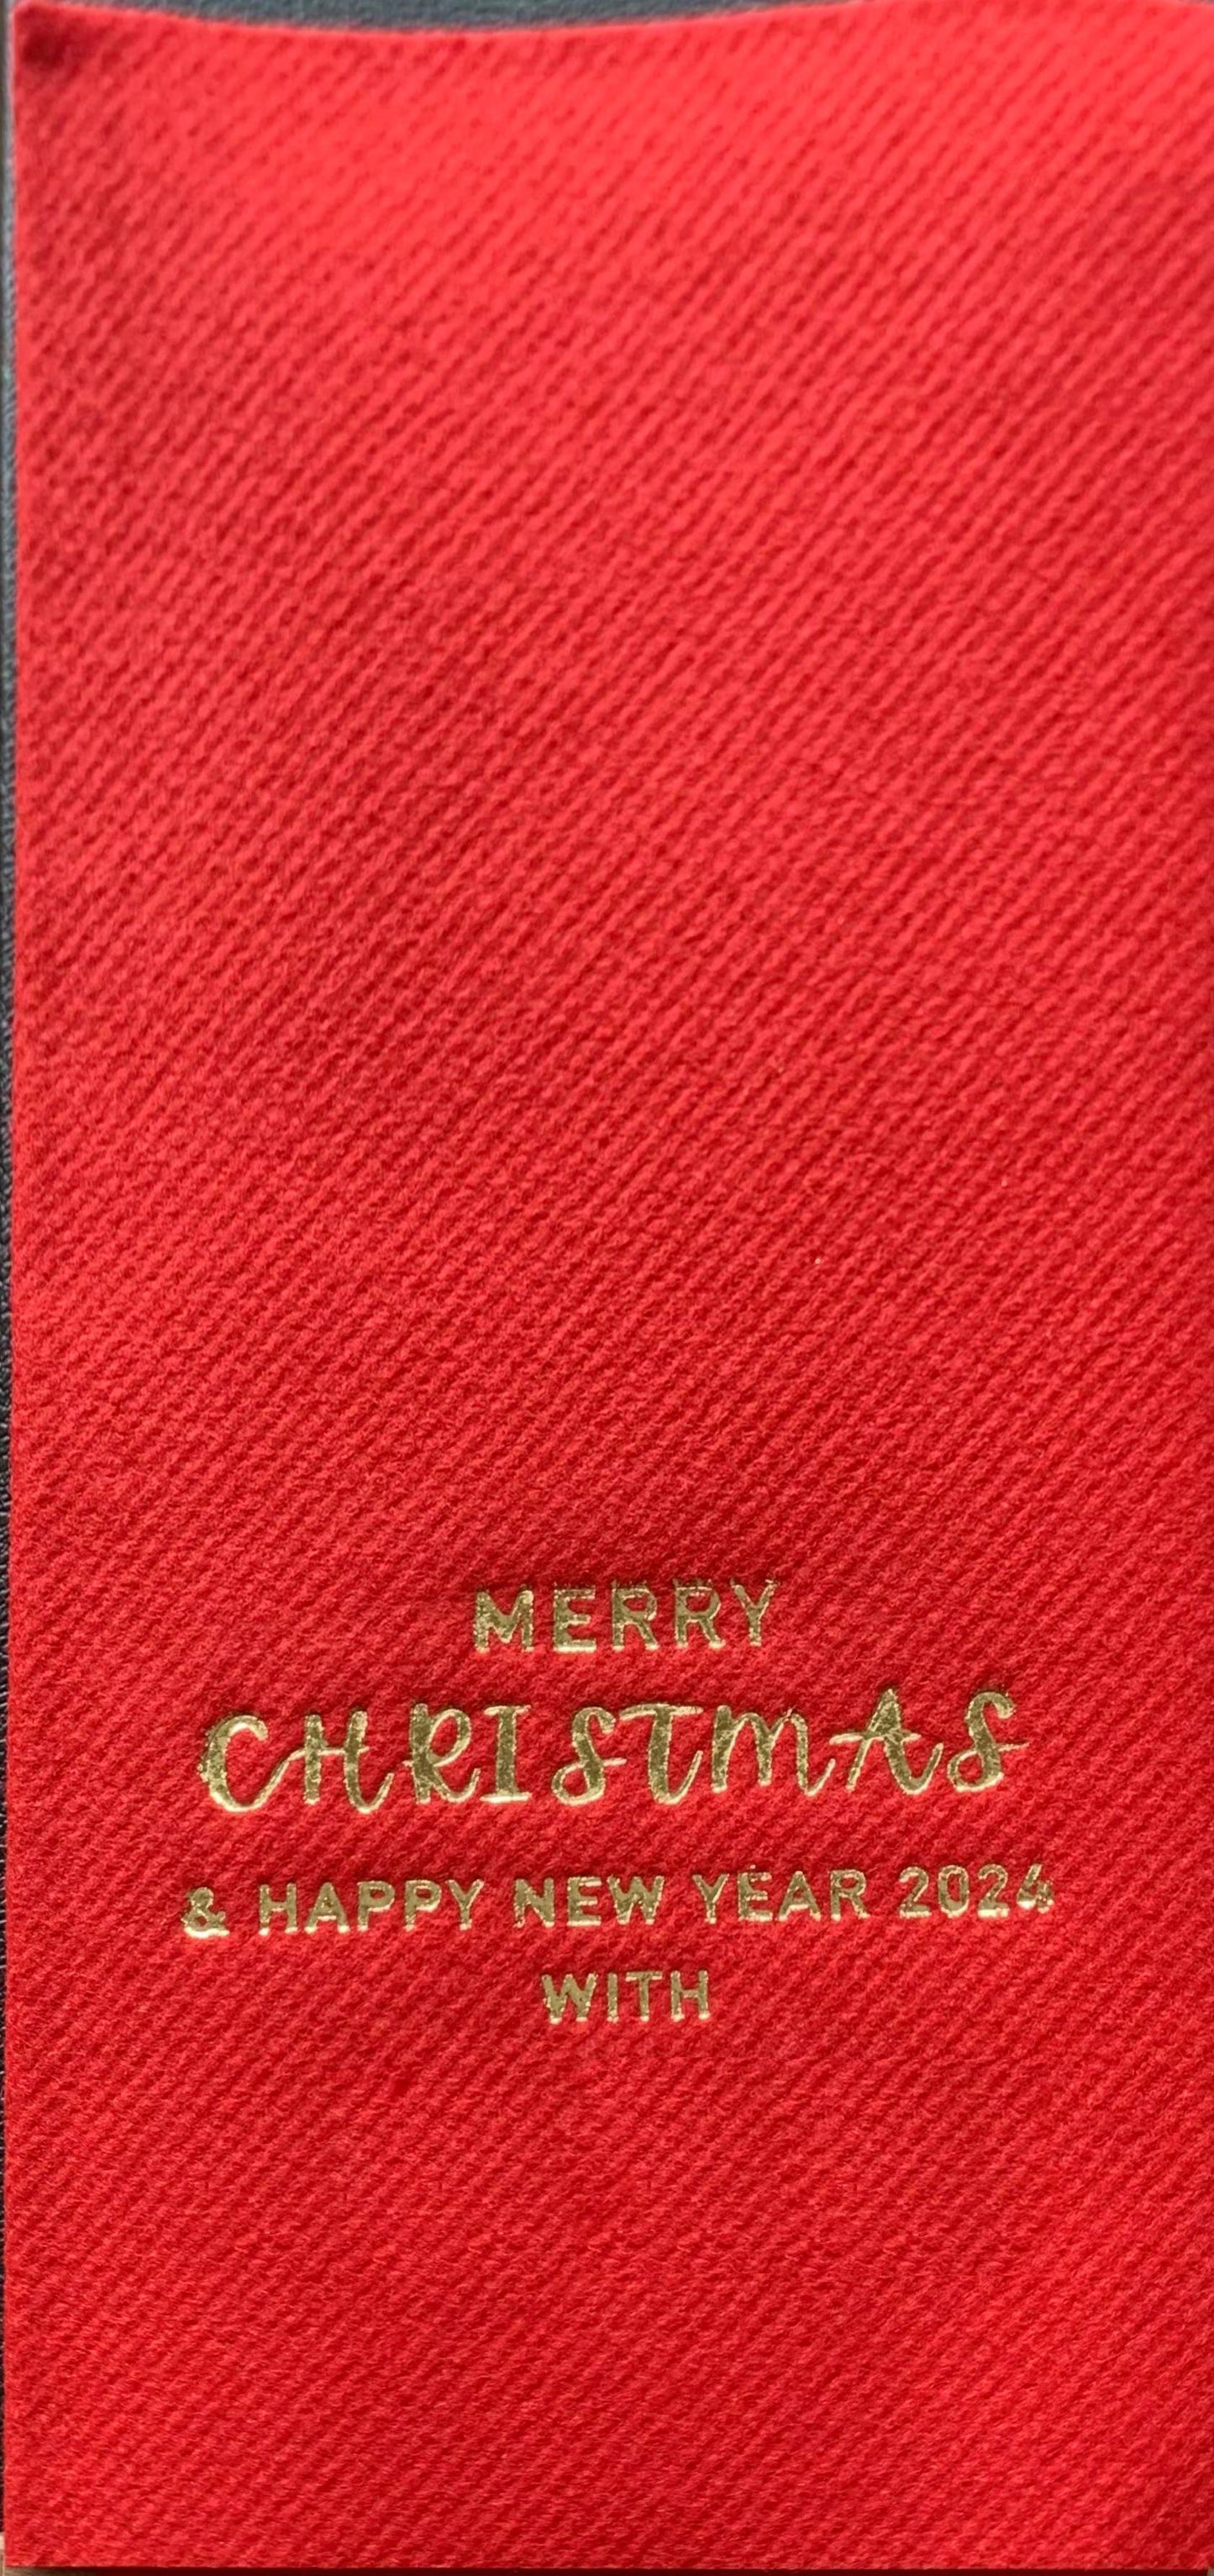 MERRY
CHRISTMAS
& HAPPY NEW YEAR 2024
WITH